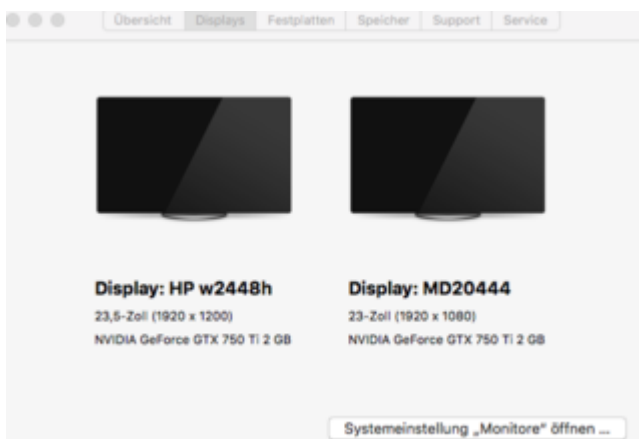 Übersicht Displays Festplatten Speicher Support Service
Display: HP w2448h
23,5-Zoll (1920 x 1200)
NVIDIA GeForce GTX 750 Ti 2 GB
Display: MD20444
23-Zoll (1920 x 1080)
NVIDIA GeForce GTX 750 Ti 2 GB
Systemeinstellung „Monitore" öffnen ...